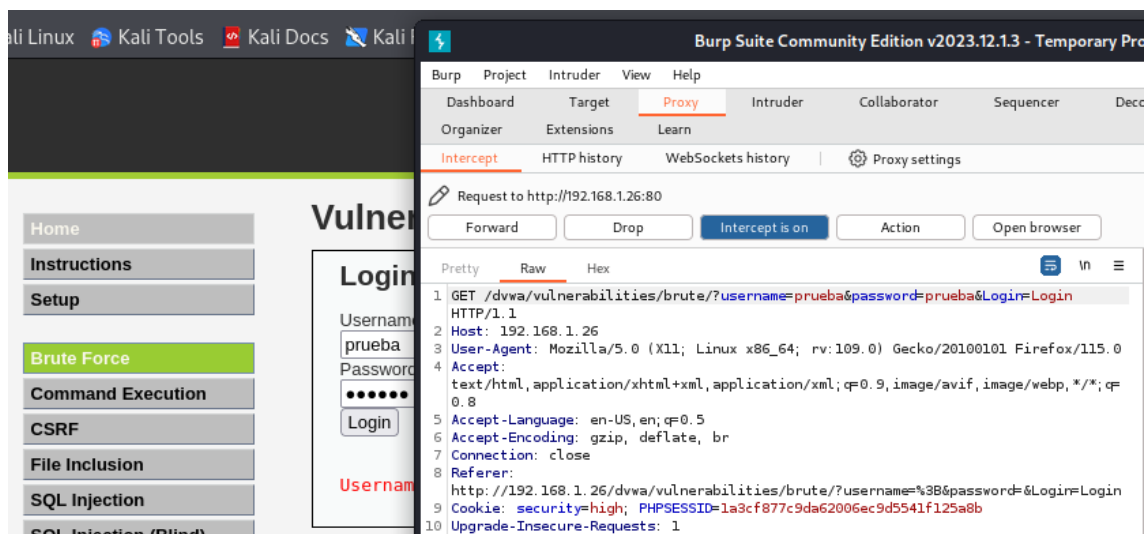 ali Linux Kali Tools Kali Docs Kali
Burp Suite Community Edition v2023.12.1.3 - Temporary Pro
Burp Project Intruder View Help
Dashboard Target Proxy Intruder Collaborator Sequencer Deco
Organizer Extensions Learn
Intercept HTTP history WebSockets history Proxy settings
Request to http://192.168.1.26:80
Forward Drop Intercept is on Action Open browser
Pretty Raw Hex \n
1 GET /dvwa/vulnerabilities/brute/?username=prueba&password=prueba&Login=Login
HTTP/1.1
2 Host: 192.168.1.26
3 User-Agent: Mozilla/5.0 (X11; Linux x86_64; rv:109.0) Gecko/20100101 Firefox/115.0
4 Accept:
text/html,application/xhtml+xml,application/xml;q=0.9,image/avif,image/webp,*/*;q=
0.8
5 Accept-Language: en-US,en;q=0.5
6 Accept-Encoding: gzip, deflate, br
7 Connection: close
8 Referer:
http://192.168.1.26/dvwa/vulnerabilities/brute/?username=%3B&password=&Login=Login
9 Cookie: security=high; PHPSESSID=1a3cf877c9da62006ec9d5541f125a8b
10 Upgrade-Insecure-Requests: 1
Home
Instructions
Setup
Brute Force
Command Execution
CSRF
File Inclusion
SQL Injection
SQL Injection (Blind)
Vulner
Login
Username
prueba
Password
••••••
Login
Usernam